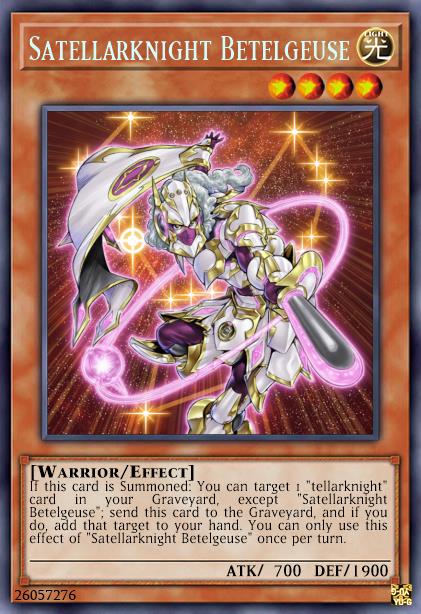 Satellarknight Betelgeuse
LIGHT
光
[Warrior/Effect]
If this card is Summoned: You can target 1 "tellarknight"
card in your Graveyard, except "Satellarknight
Betelgeuse"; send this card to the Graveyard, and if you
do, add that target to your hand. You can only use this
effect of "Satellarknight Betelgeuse" once per turn.
ATK/ 700 DEF/1900
26057276